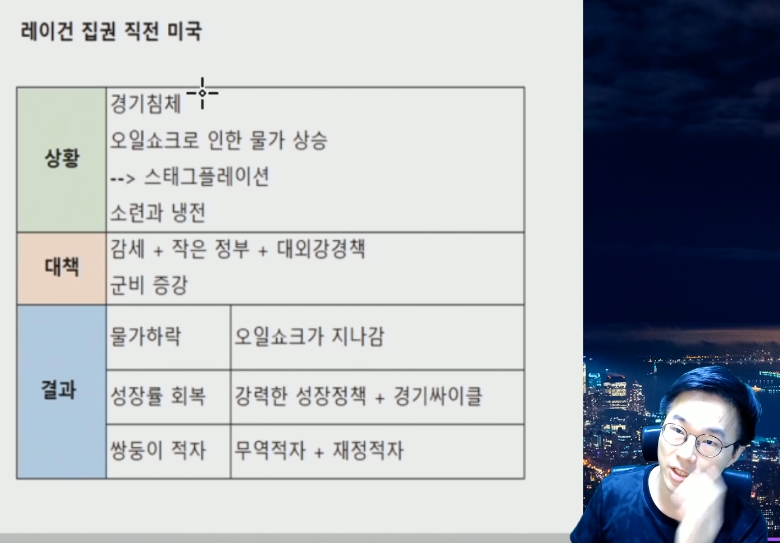 레이건 집권 직전 미국
상황
경기침체
오일쇼크로 인한 물가 상승
--> 스태그플레이션
소련과 냉전
대책
감세 + 작은 정부 + 대외강경책
군비 증강
결과
물가하락 오일쇼크가 지나감
성장률 회복 강력한 성장정책 + 경기싸이클
쌍둥이 적자 무역적자 + 재정적자